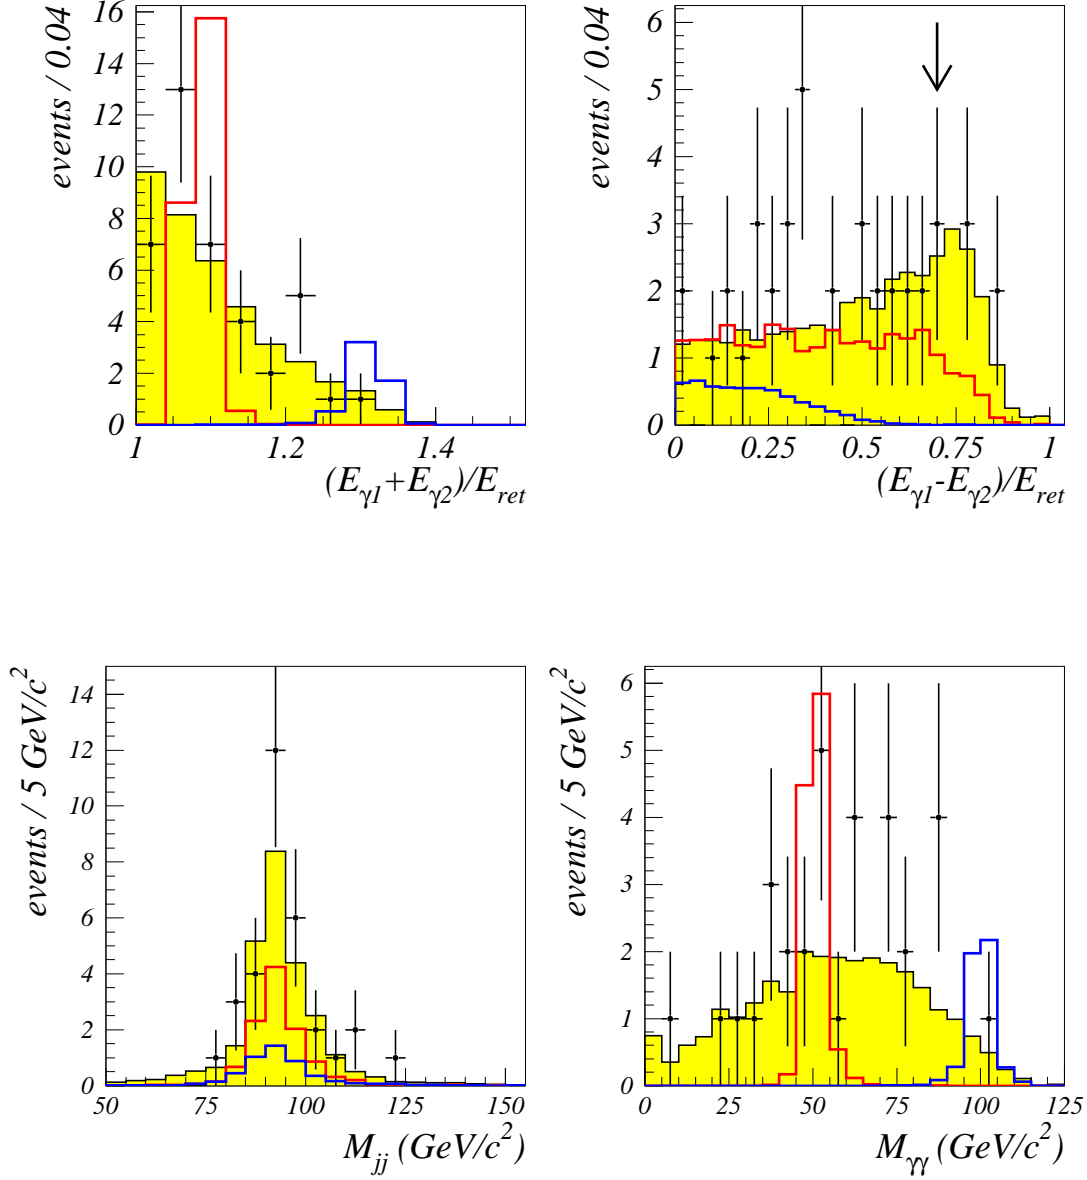 events / 0.04
16
14
12
10
8
6
4
2
0
1 1.2 1.4
(Eγ1+Eγ2)/Eret
events / 0.04
6
5
4
3
2
1
0
0 0.25 0.5 0.75 1
(Eγ1-Eγ2)/Eret
events / 5 GeV/c²
14
12
10
8
6
4
2
0
50 75 100 125 150
Mjj (GeV/c²)
events / 5 GeV/c²
6
5
4
3
2
1
0
0 25 50 75 100 125
Mγγ (GeV/c²)